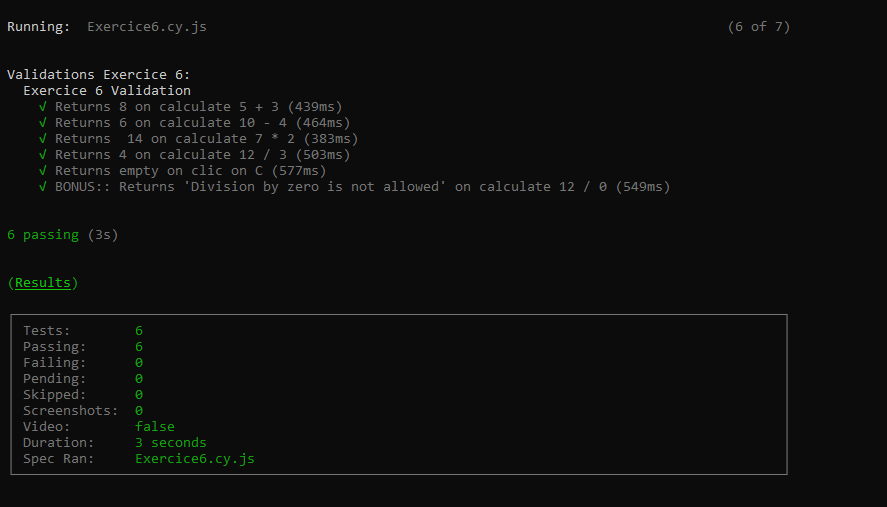 Running:  Exercice6.cy.js                                                                 (6 of 7)
Validations Exercice 6:
Exercice 6 Validation
√ Returns 8 on calculate 5 + 3 (439ms)
√ Returns 6 on calculate 10 - 4 (464ms)
√ Returns  14 on calculate 7 * 2 (383ms)
√ Returns 4 on calculate 12 / 3 (503ms)
√ Returns empty on clic on C (577ms)
√ BONUS:: Returns 'Division by zero is not allowed' on calculate 12 / 0 (549ms)
6 passing (3s)
(Results)
Tests:        6
Passing:      6
Failing:      0
Pending:      0
Skipped:      0
Screenshots:  0
Video:        false
Duration:     3 seconds
Spec Ran:     Exercice6.cy.js